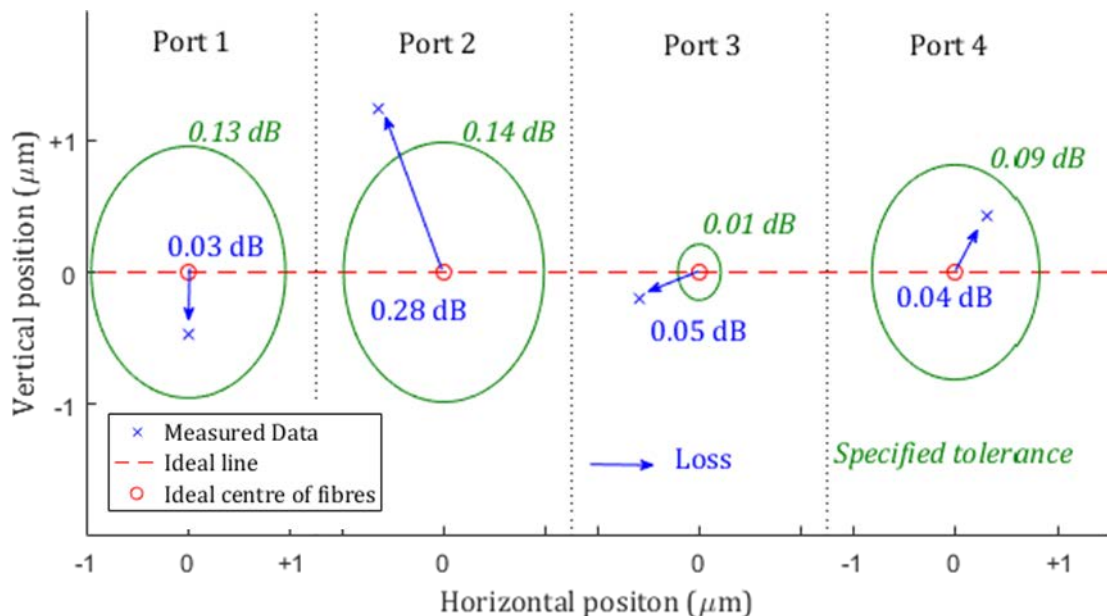 Port 1
Port 2
Port 3
Port 4
0.13 dB
0.14 dB
0.01 dB
0.09 dB
+1
0
-1
Vertical position (μm)
0.03 dB
0.28 dB
0.05 dB
0.04 dB
Measured Data
Ideal line
Ideal centre of fibres
Loss
Specified tolerance
-1
0
+1
0
0
-1
0
+1
Horizontal positon (μm)